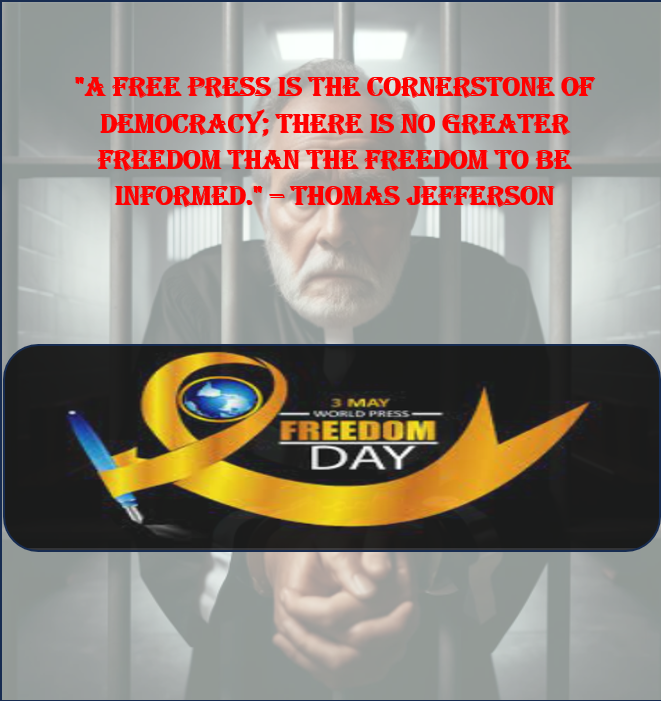 "A FREE PRESS IS THE CORNERSTONE OF
DEMOCRACY; THERE IS NO GREATER
FREEDOM THAN THE FREEDOM TO BE
INFORMED." – THOMAS JEFFERSON
3 MAY
WORLD PRESS
FREEDOM
DAY